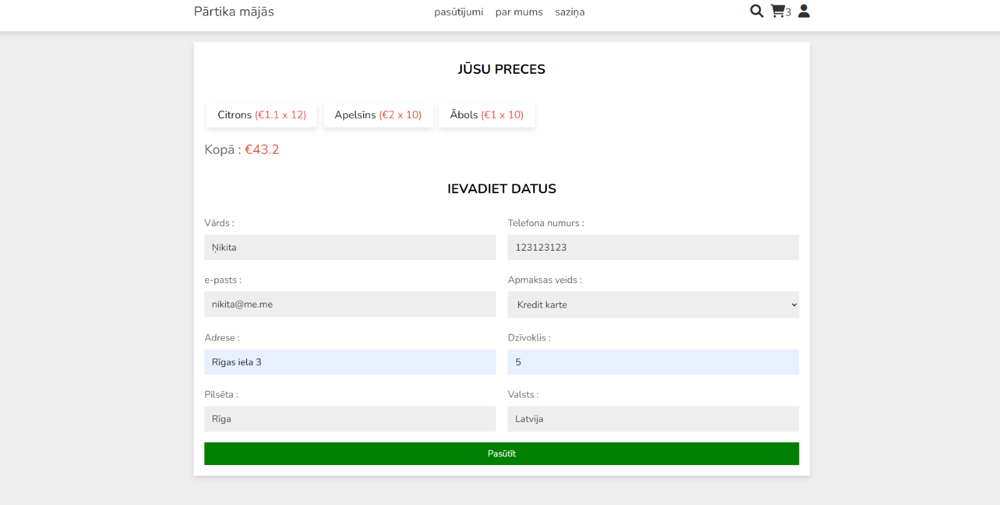 Pārtika mājās
pasūtījumi par mums saziņa
3
JŪSU PRECES
Citrons (€1.1 x 12) Apelsīns (€2 x 10) Ābols (€1 x 10)
Kopā : €43.2
IEVADIET DATUS
Vārds : Telefona numurs :
Ņikita 123123123
e-pasts : Apmaksas veids :
nikita@me.me Kredit karte
Adrese : Dzīvoklis :
Rīgas iela 3 5
Pilsēta : Valsts :
Rīga Latvija
Pasūtīt